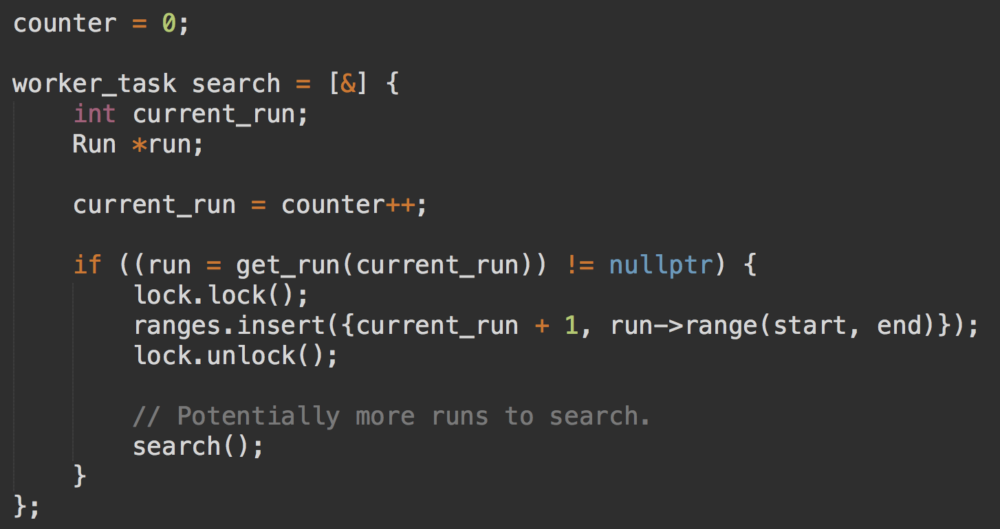 counter = 0;
worker_task search = [&] {
int current_run;
Run *run;
current_run = counter++;
if ((run = get_run(current_run)) != nullptr) {
lock.lock();
ranges.insert({current_run + 1, run->range(start, end)});
lock.unlock();
// Potentially more runs to search.
search();
}
};